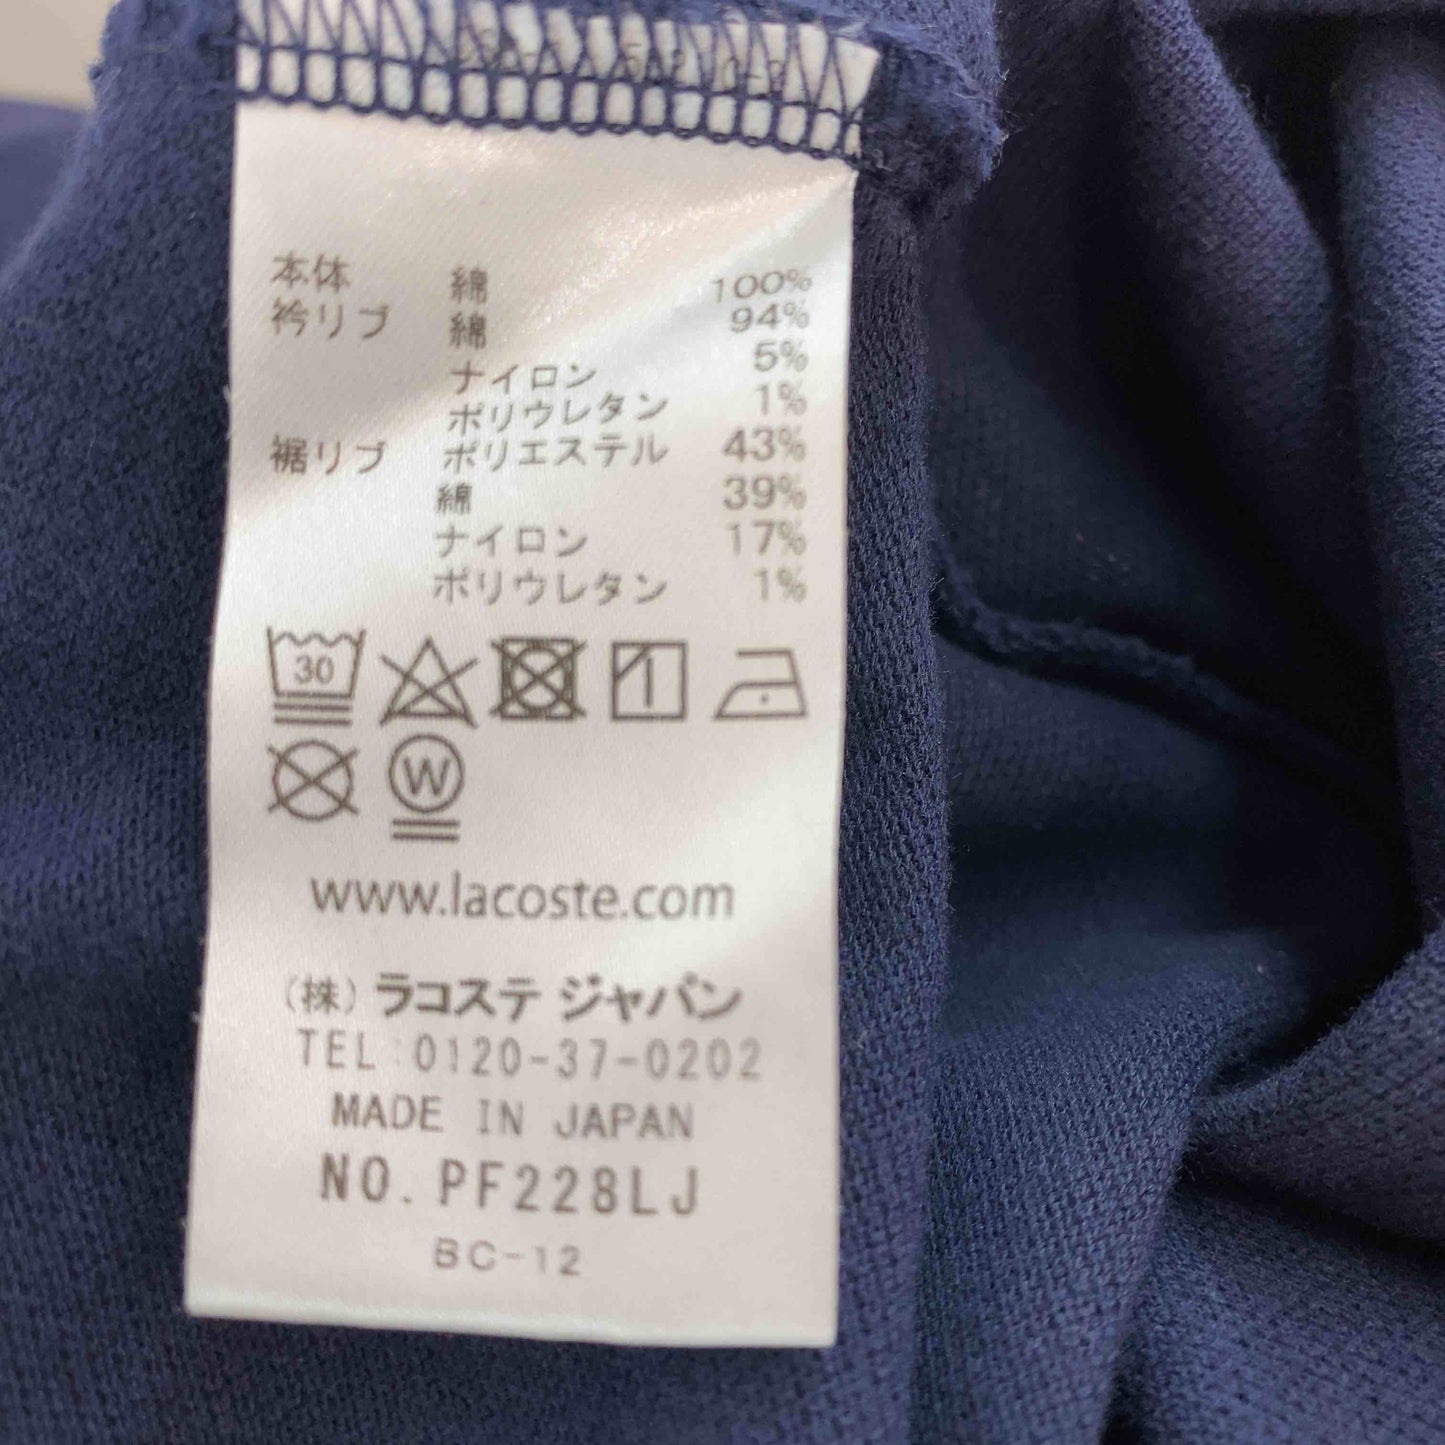 本体 綿 100%
衿リブ 綿 94%
ナイロン 5%
ポリウレタン 1%
裾リブ ポリエステル 43%
綿 39%
ナイロン 17%
ポリウレタン 1%
30
W
www.lacoste.com
(株) ラコステ ジャパン
TEL:0120-37-0202
MADE IN JAPAN
NO. PF228LJ
BC-12